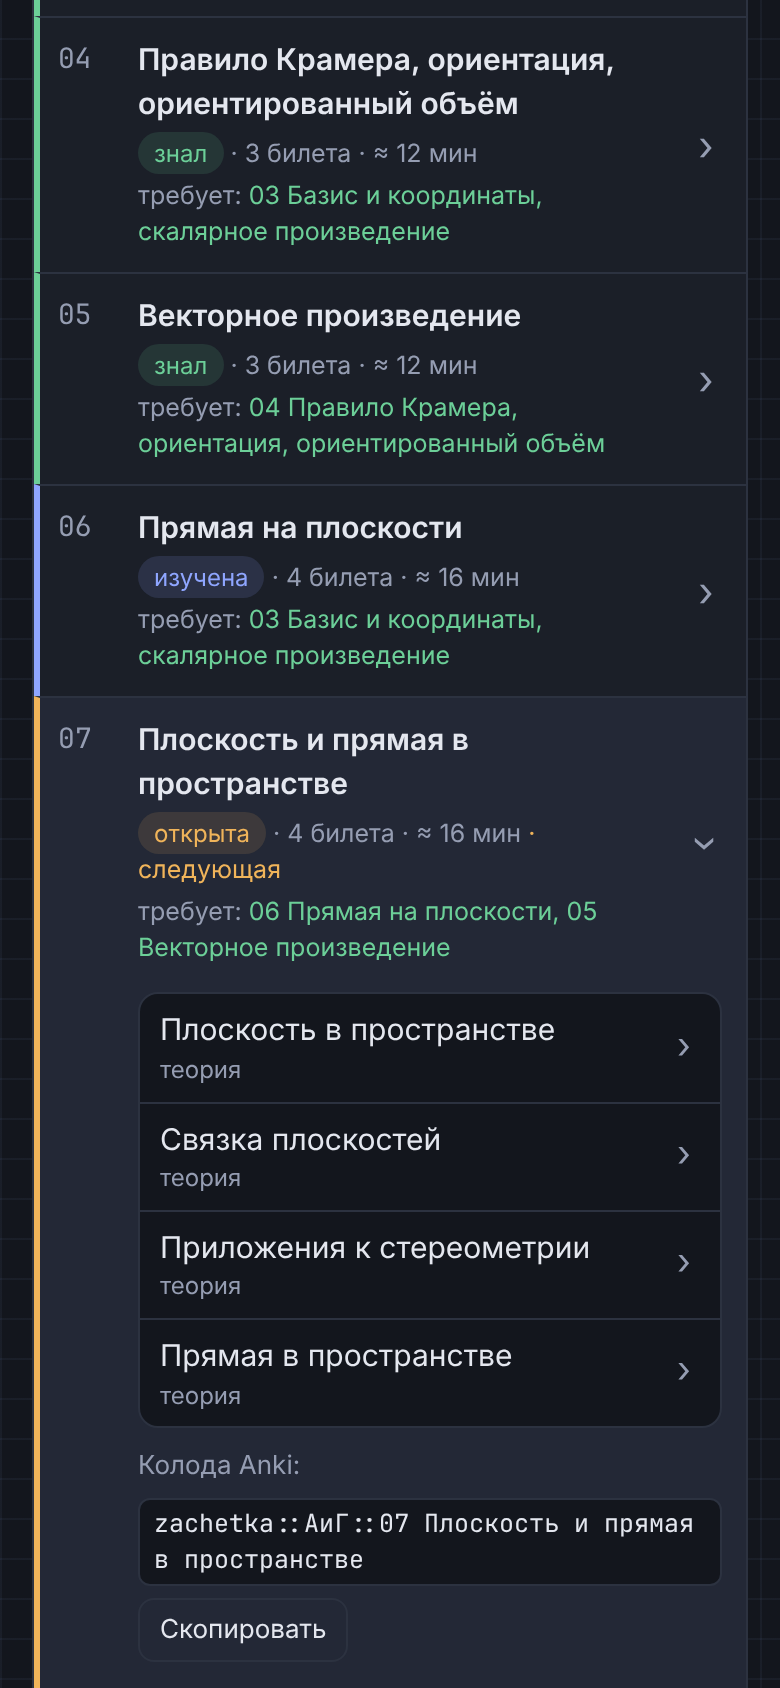 04
Правило Крамера, ориентация,
ориентированный объём
знал · 3 билета · ≈ 12 мин
требует: 03 Базис и координаты,
скалярное произведение
05
Векторное произведение
знал · 3 билета · ≈ 12 мин
требует: 04 Правило Крамера,
ориентация, ориентированный объём
06
Прямая на плоскости
изучена · 4 билета · ≈ 16 мин
требует: 03 Базис и координаты,
скалярное произведение
07
Плоскость и прямая в
пространстве
открыта · 4 билета · ≈ 16 мин ·
следующая
требует: 06 Прямая на плоскости, 05
Векторное произведение
Плоскость в пространстве
теория
Связка плоскостей
теория
Приложения к стереометрии
теория
Прямая в пространстве
теория
Колода Anki:
zachetka::АиГ::07 Плоскость и прямая
в пространстве
Скопировать